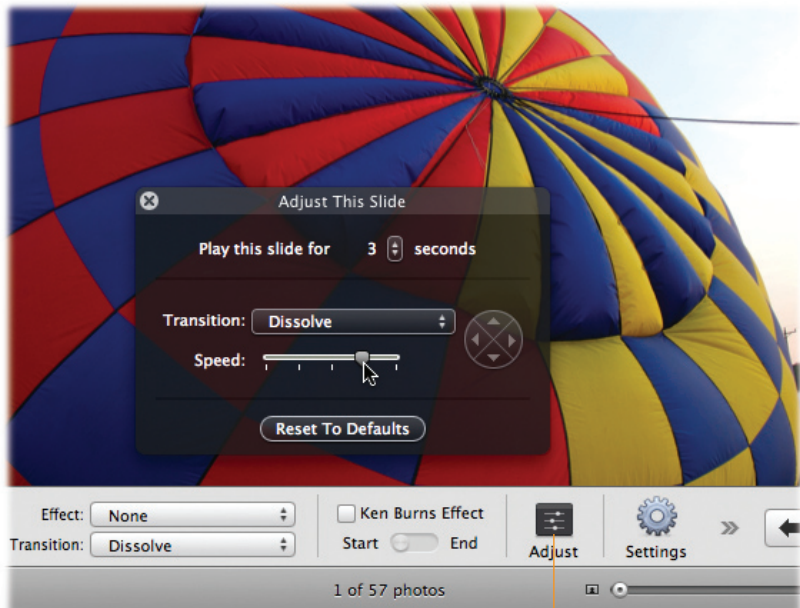 Adjust This Slide
Play this slide for 3 seconds
Transition: Dissolve
Speed:
Reset To Defaults
Effect: None
Transition: Dissolve
Ken Burns Effect
Start End
Adjust
Settings
1 of 57 photos